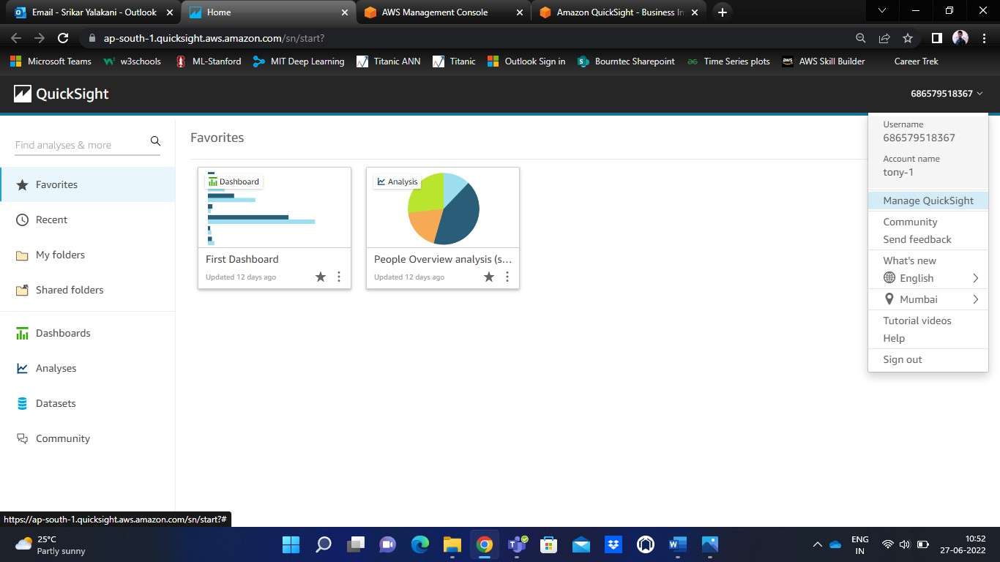 Email - Srikar Yalakani - Outlook
Home
AWS Management Console
Amazon QuickSight - Business In
ap-south-1.quicksight.aws.amazon.com/sn/start?
Microsoft Teams
w3schools
ML-Stanford
MIT Deep Learning
Titanic ANN
Titanic
Outlook Sign in
Bourntec Sharepoint
Time Series plots
AWS Skill Builder
Career Trek
QuickSight
686579518367
Find analyses & more
Favorites
Recent
My folders
Shared folders
Dashboards
Analyses
Datasets
Community
Favorites
Dashboard
First Dashboard
Updated 12 days ago
Analysis
People Overview analysis (s...
Updated 12 days ago
Username
686579518367
Account name
tony-1
Manage QuickSight
Community
Send feedback
What's new
English
Mumbai
Tutorial videos
Help
Sign out
https://ap-south-1.quicksight.aws.amazon.com/sn/start?#
25°C
Partly sunny
ENG
IN
10:52
27-06-2022